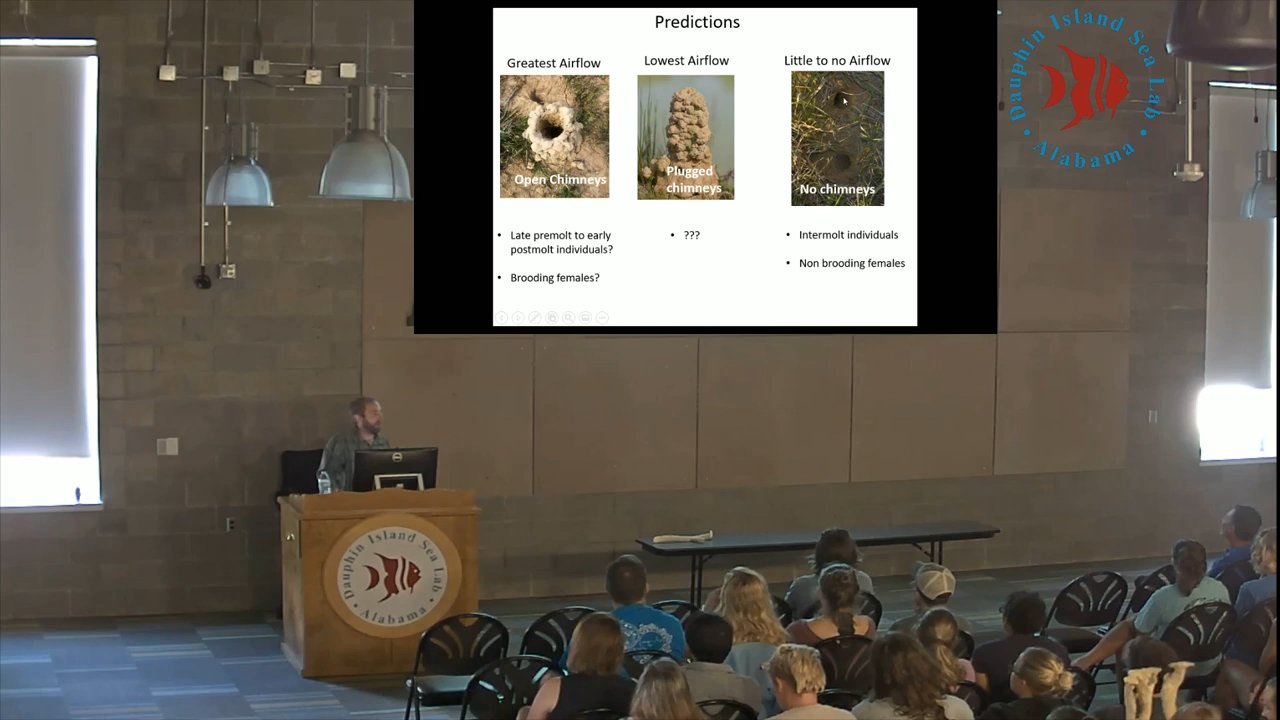 Predictions
Greatest Airflow
Lowest Airflow
Little to no Airflow
Open Chimneys
Plugged
chimneys
No chimneys
• Late premolt to early
postmolt individuals?
• Brooding females?
• ???
• Intermolt individuals
• Non brooding females
Dauphin Island Sea Lab
• Alabama •
DELL
Dauphin Island Sea Lab
• Alabama •